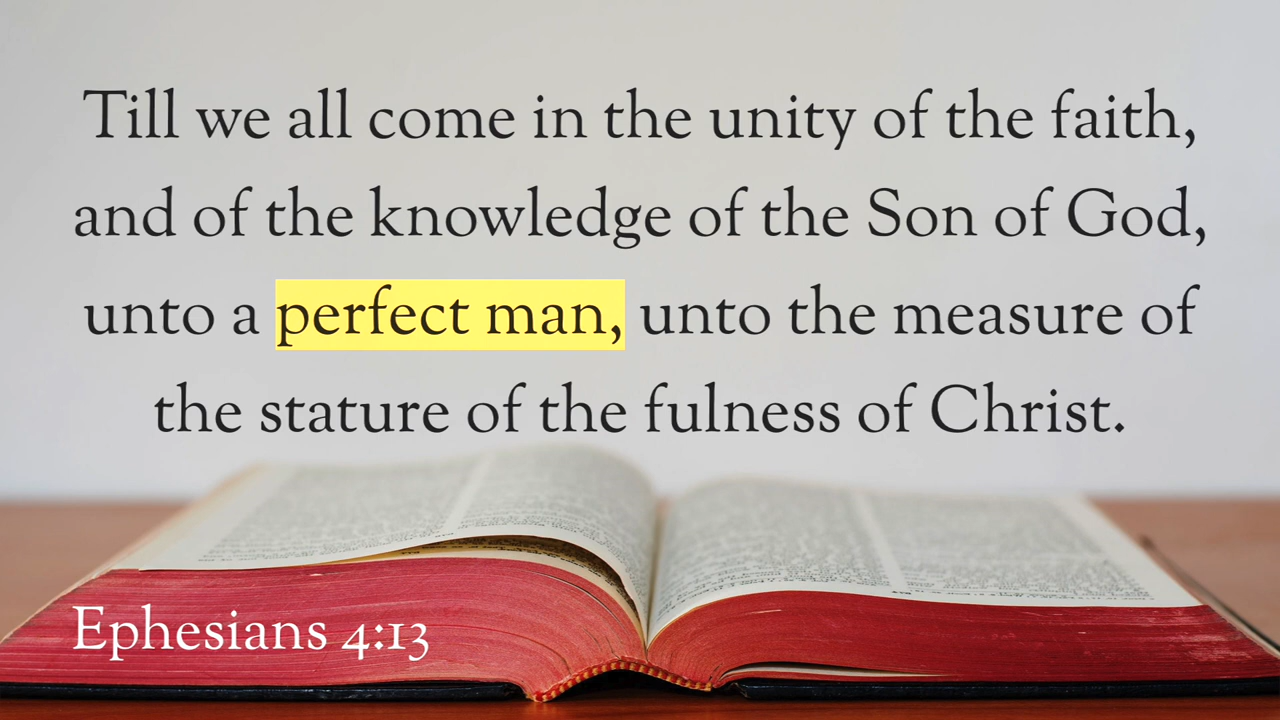 Till we all come in the unity of the faith,
and of the knowledge of the Son of God,
unto a perfect man, unto the measure of
the stature of the fulness of Christ.
Ephesians 4:13